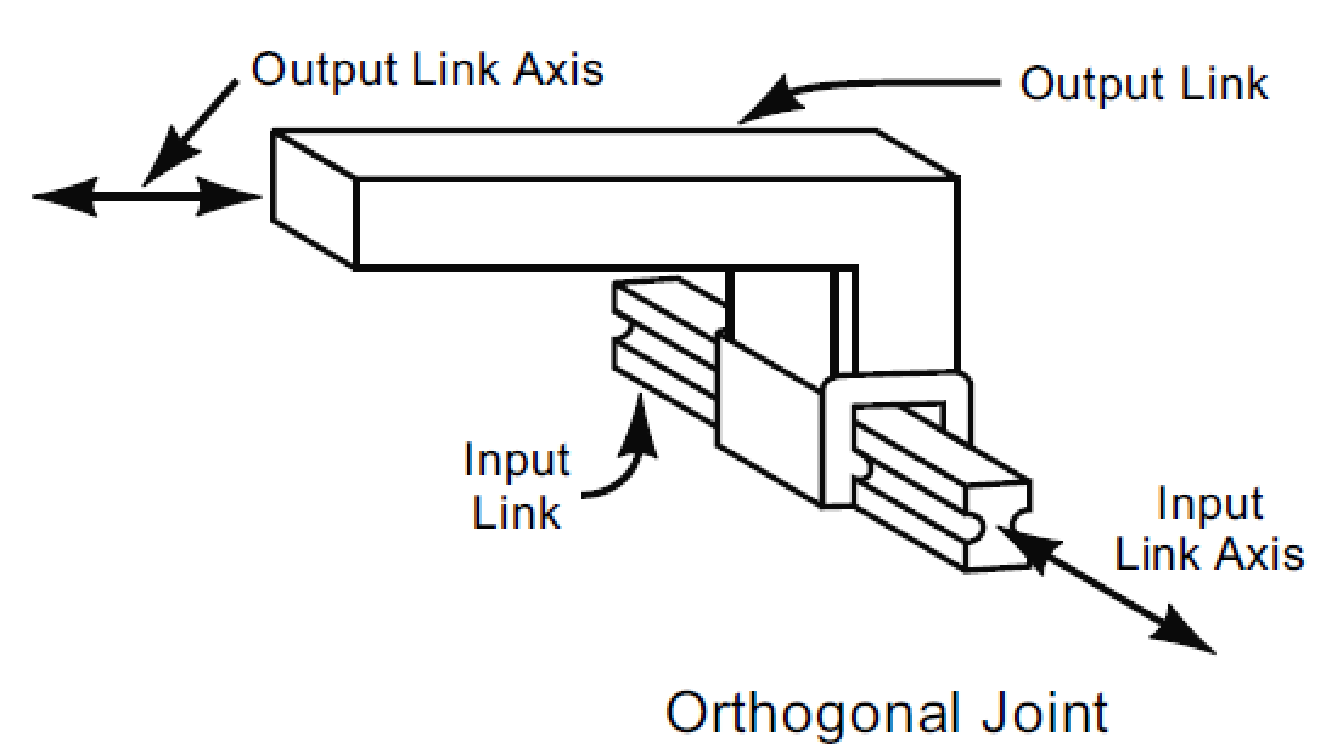 Output Link Axis
Output Link
Input
Link
Input
Link Axis
Orthogonal Joint